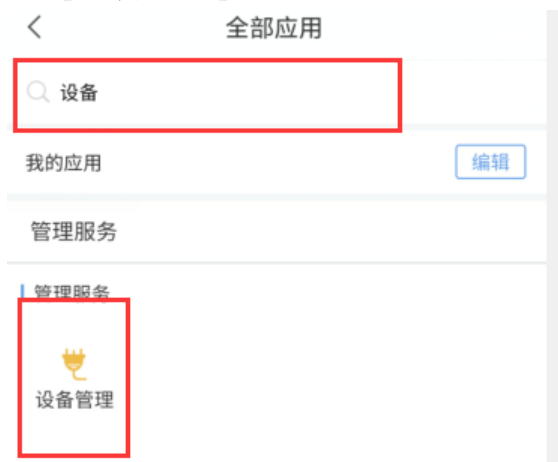 全部应用
设备
我的应用
编辑
管理服务
管理服务
设备管理